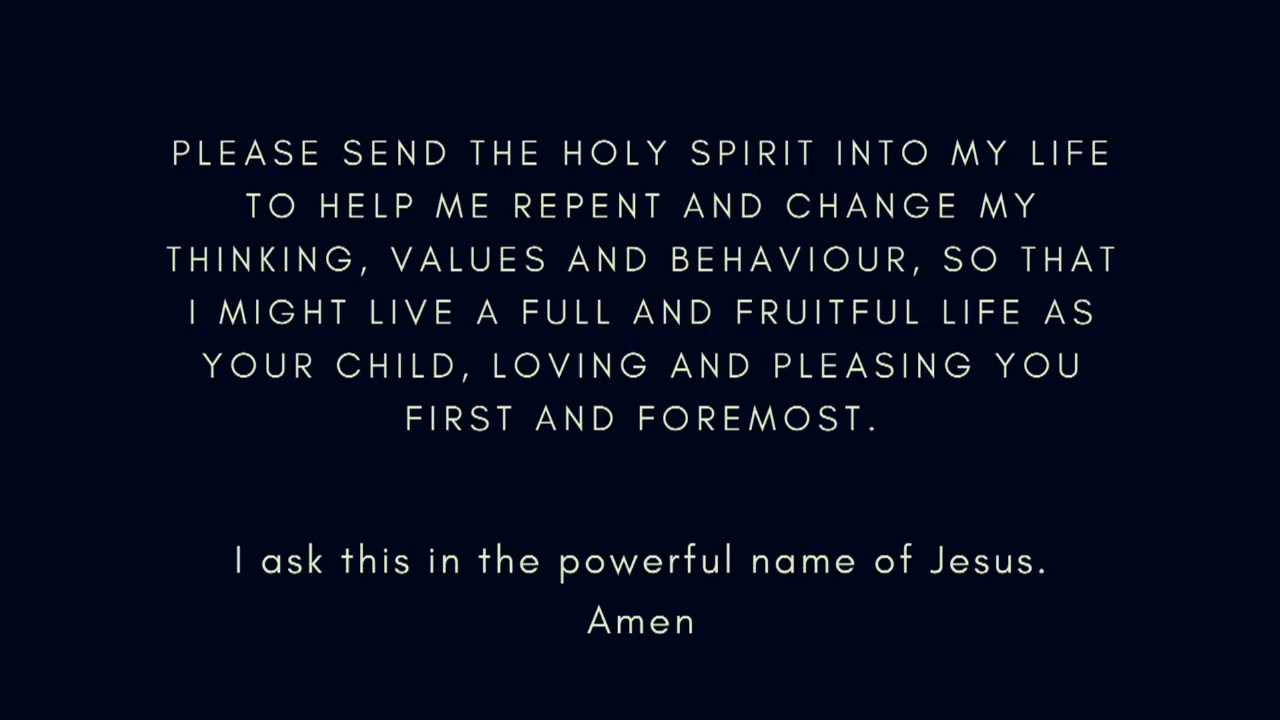 PLEASE SEND THE HOLY SPIRIT INTO MY LIFE
TO HELP ME REPENT AND CHANGE MY
THINKING, VALUES AND BEHAVIOUR, SO THAT
I MIGHT LIVE A FULL AND FRUITFUL LIFE AS
YOUR CHILD, LOVING AND PLEASING YOU
FIRST AND FOREMOST.
I ask this in the powerful name of Jesus.
Amen